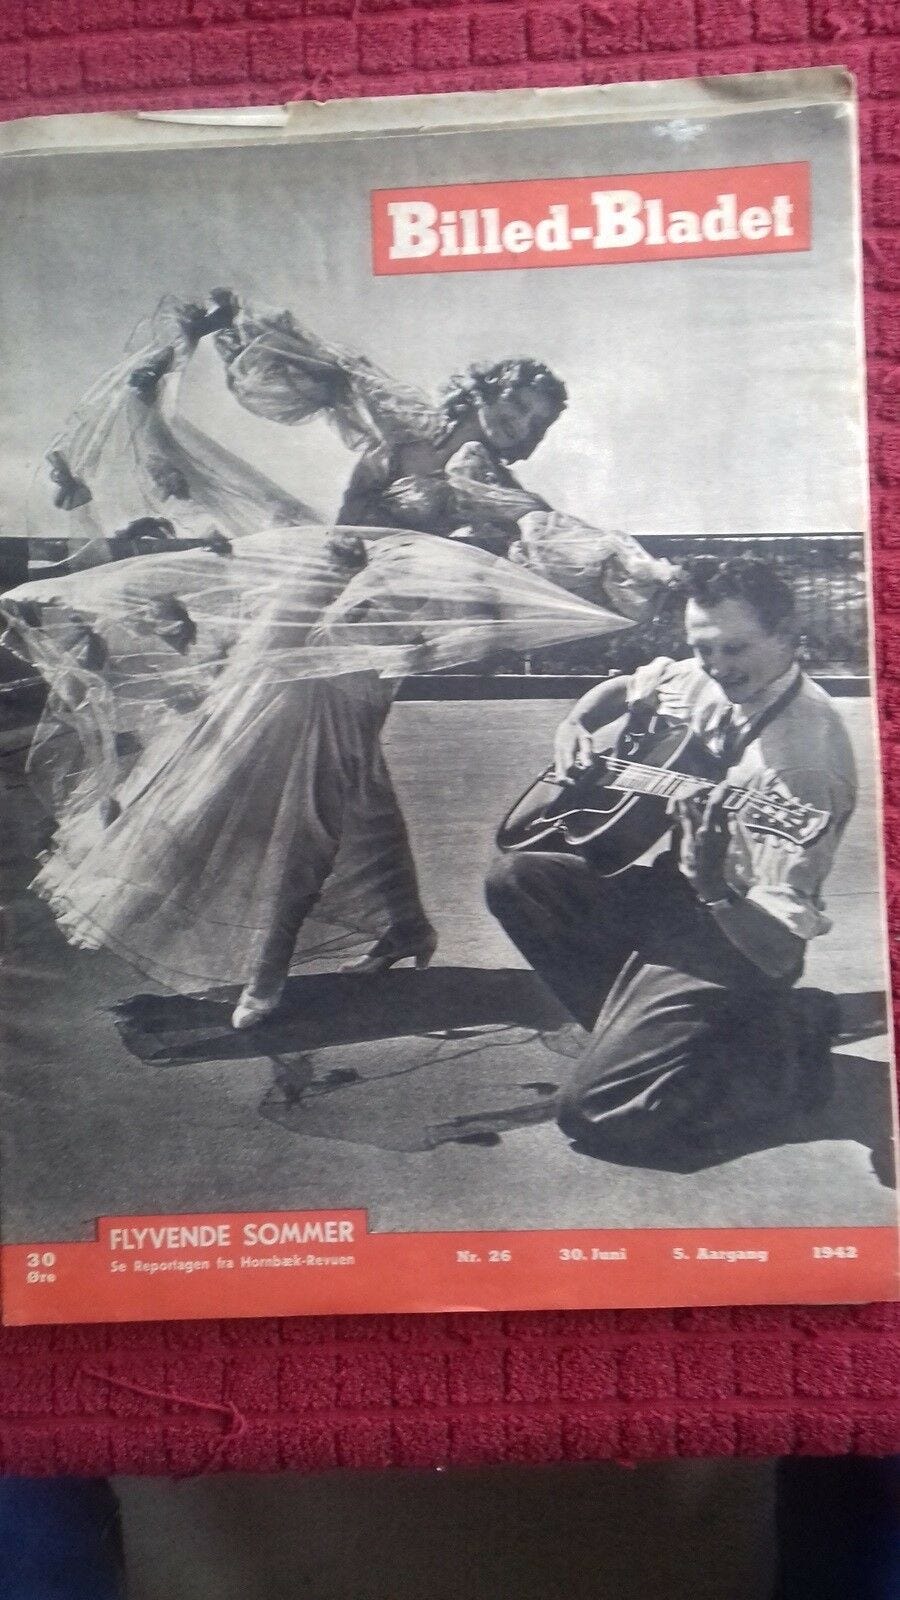 Billed-Bladet
FLYVENDE SOMMER
Se Reportagen fra Hornbæk-Revuen
30
Øre
Nr. 26 30. Juni 5. Aargang 1942